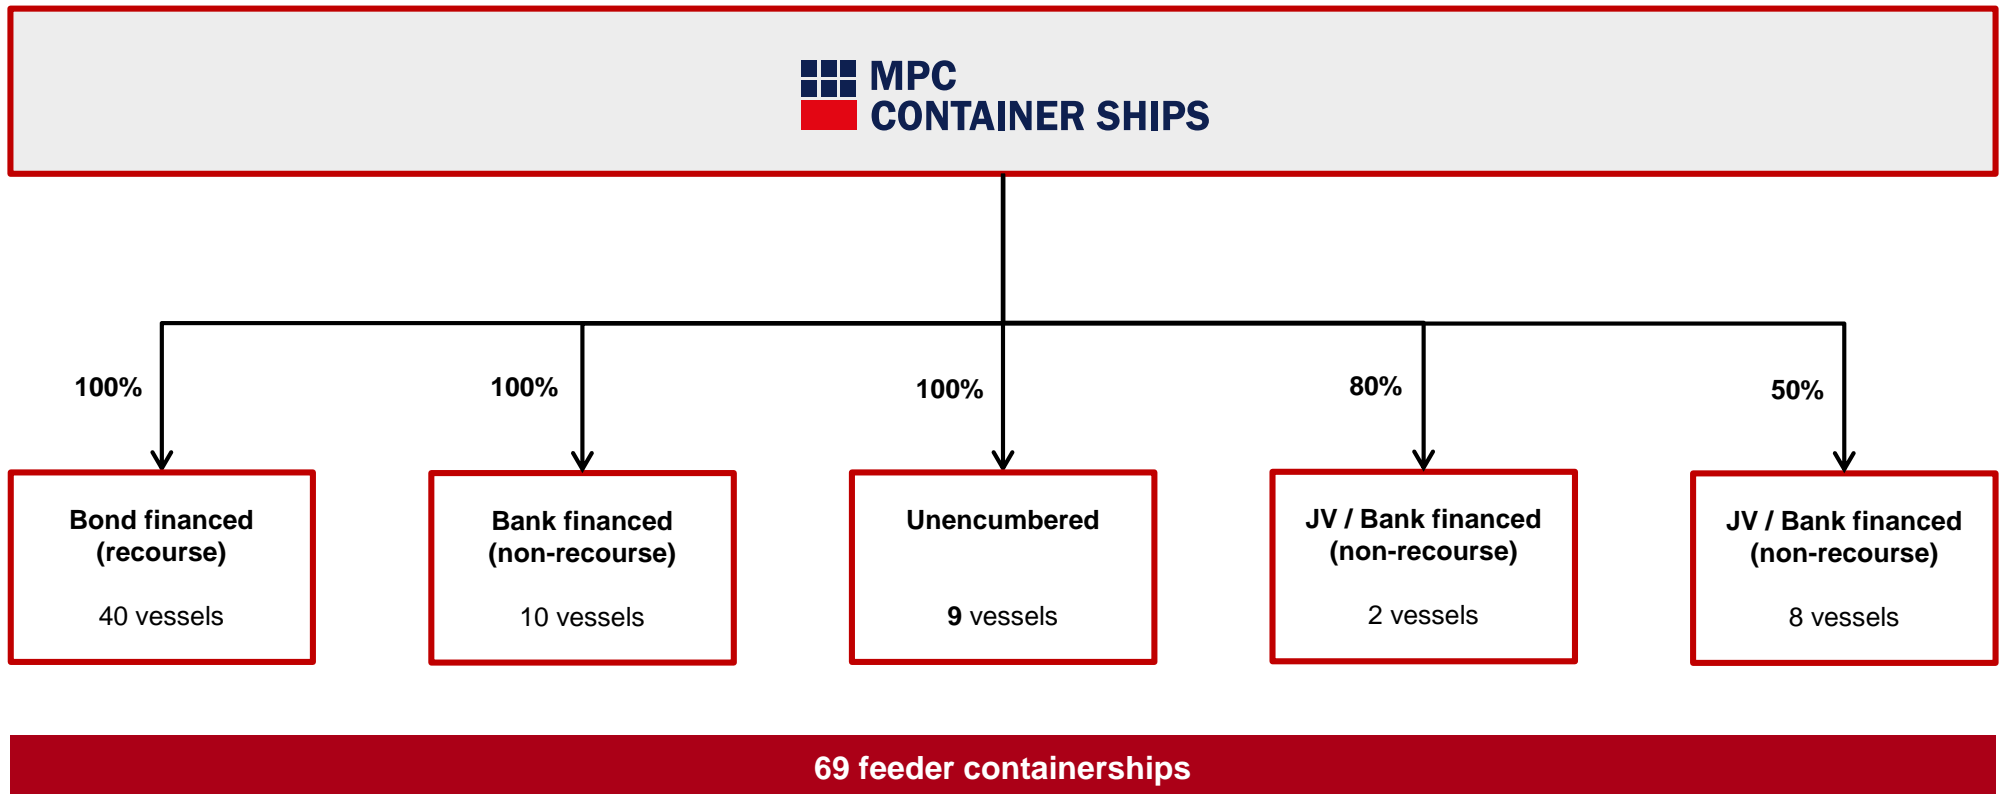 MPC
CONTAINER SHIPS
100%
100%
100%
80%
50%
Bond financed
(recourse)
40 vessels
Bank financed
(non-recourse)
10 vessels
Unencumbered
9 vessels
JV / Bank financed
(non-recourse)
2 vessels
JV / Bank financed
(non-recourse)
8 vessels
69 feeder containerships